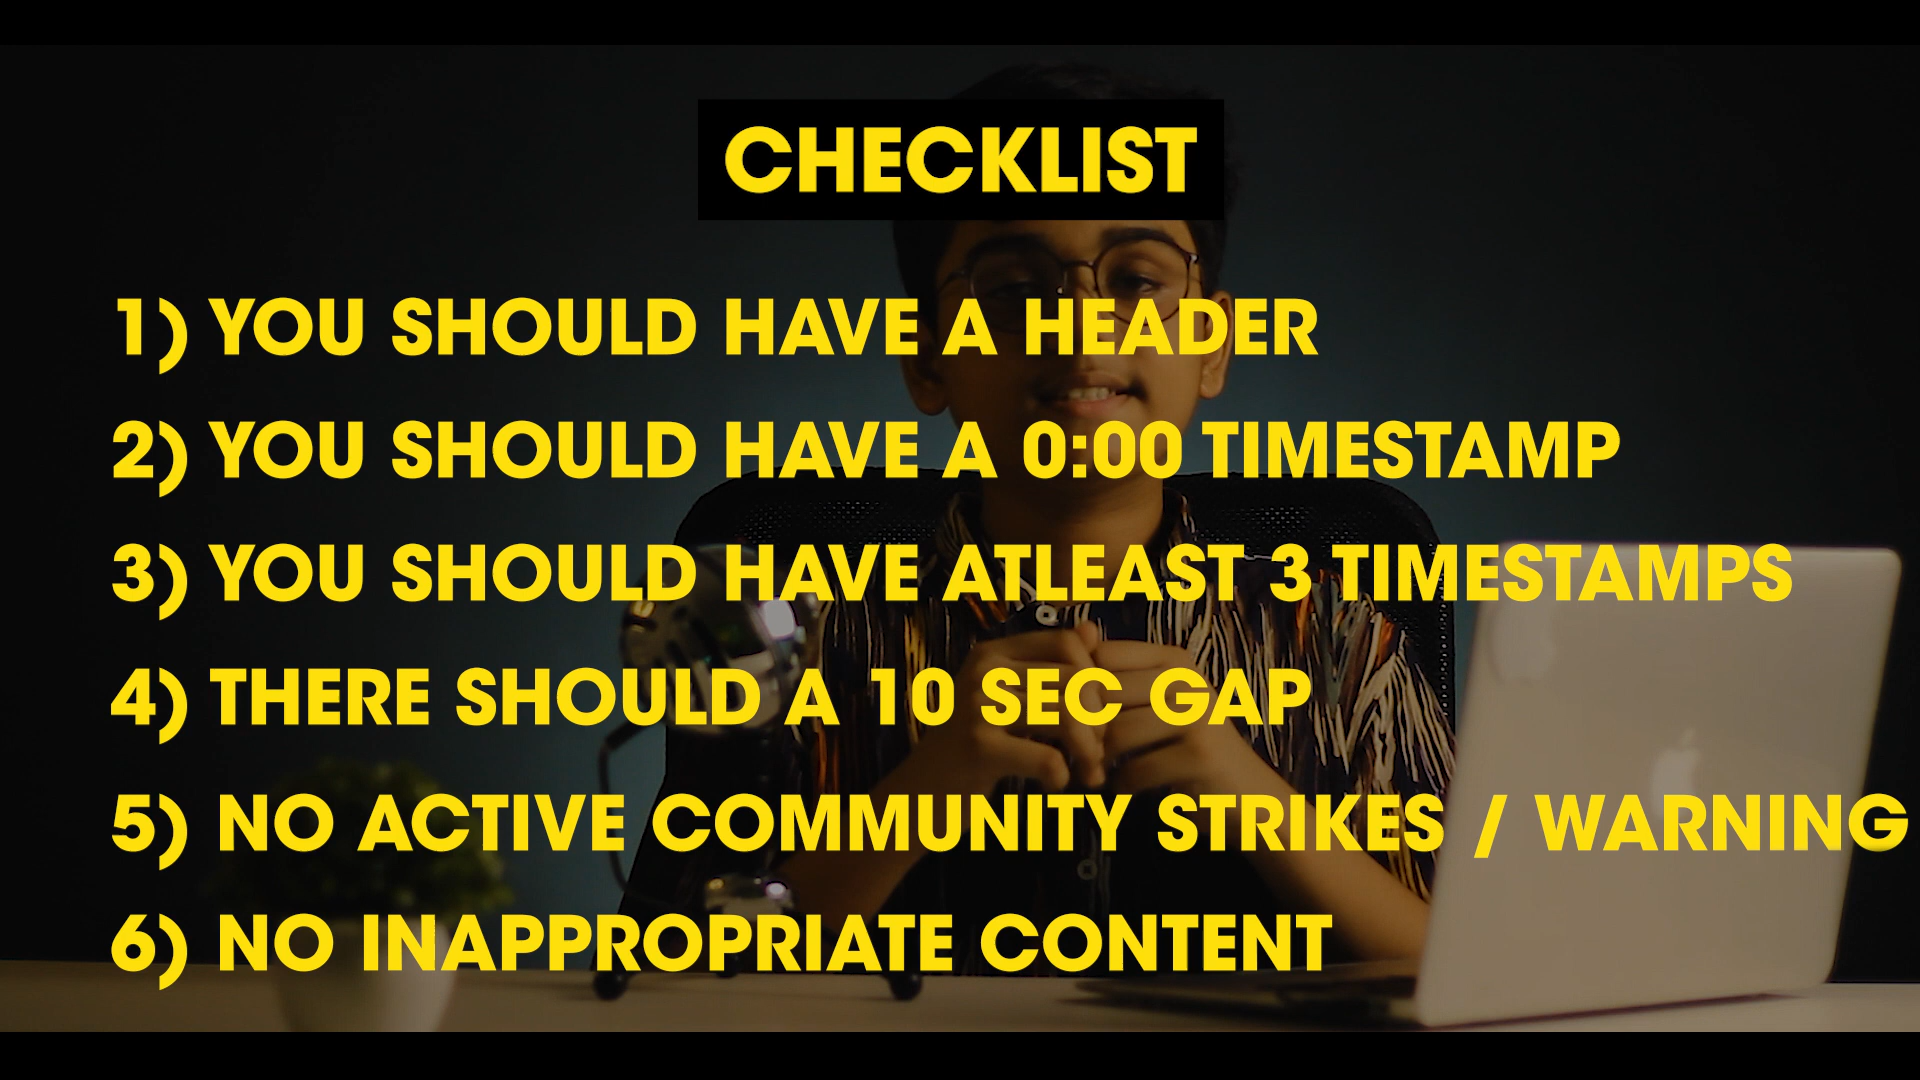 CHECKLIST
1) YOU SHOULD HAVE A HEADER
2) YOU SHOULD HAVE A 0:00 TIMESTAMP
3) YOU SHOULD HAVE ATLEAST 3 TIMESTAMPS
4) THERE SHOULD A 10 SEC GAP
5) NO ACTIVE COMMUNITY STRIKES / WARNING
6) NO INAPPROPRIATE CONTENT